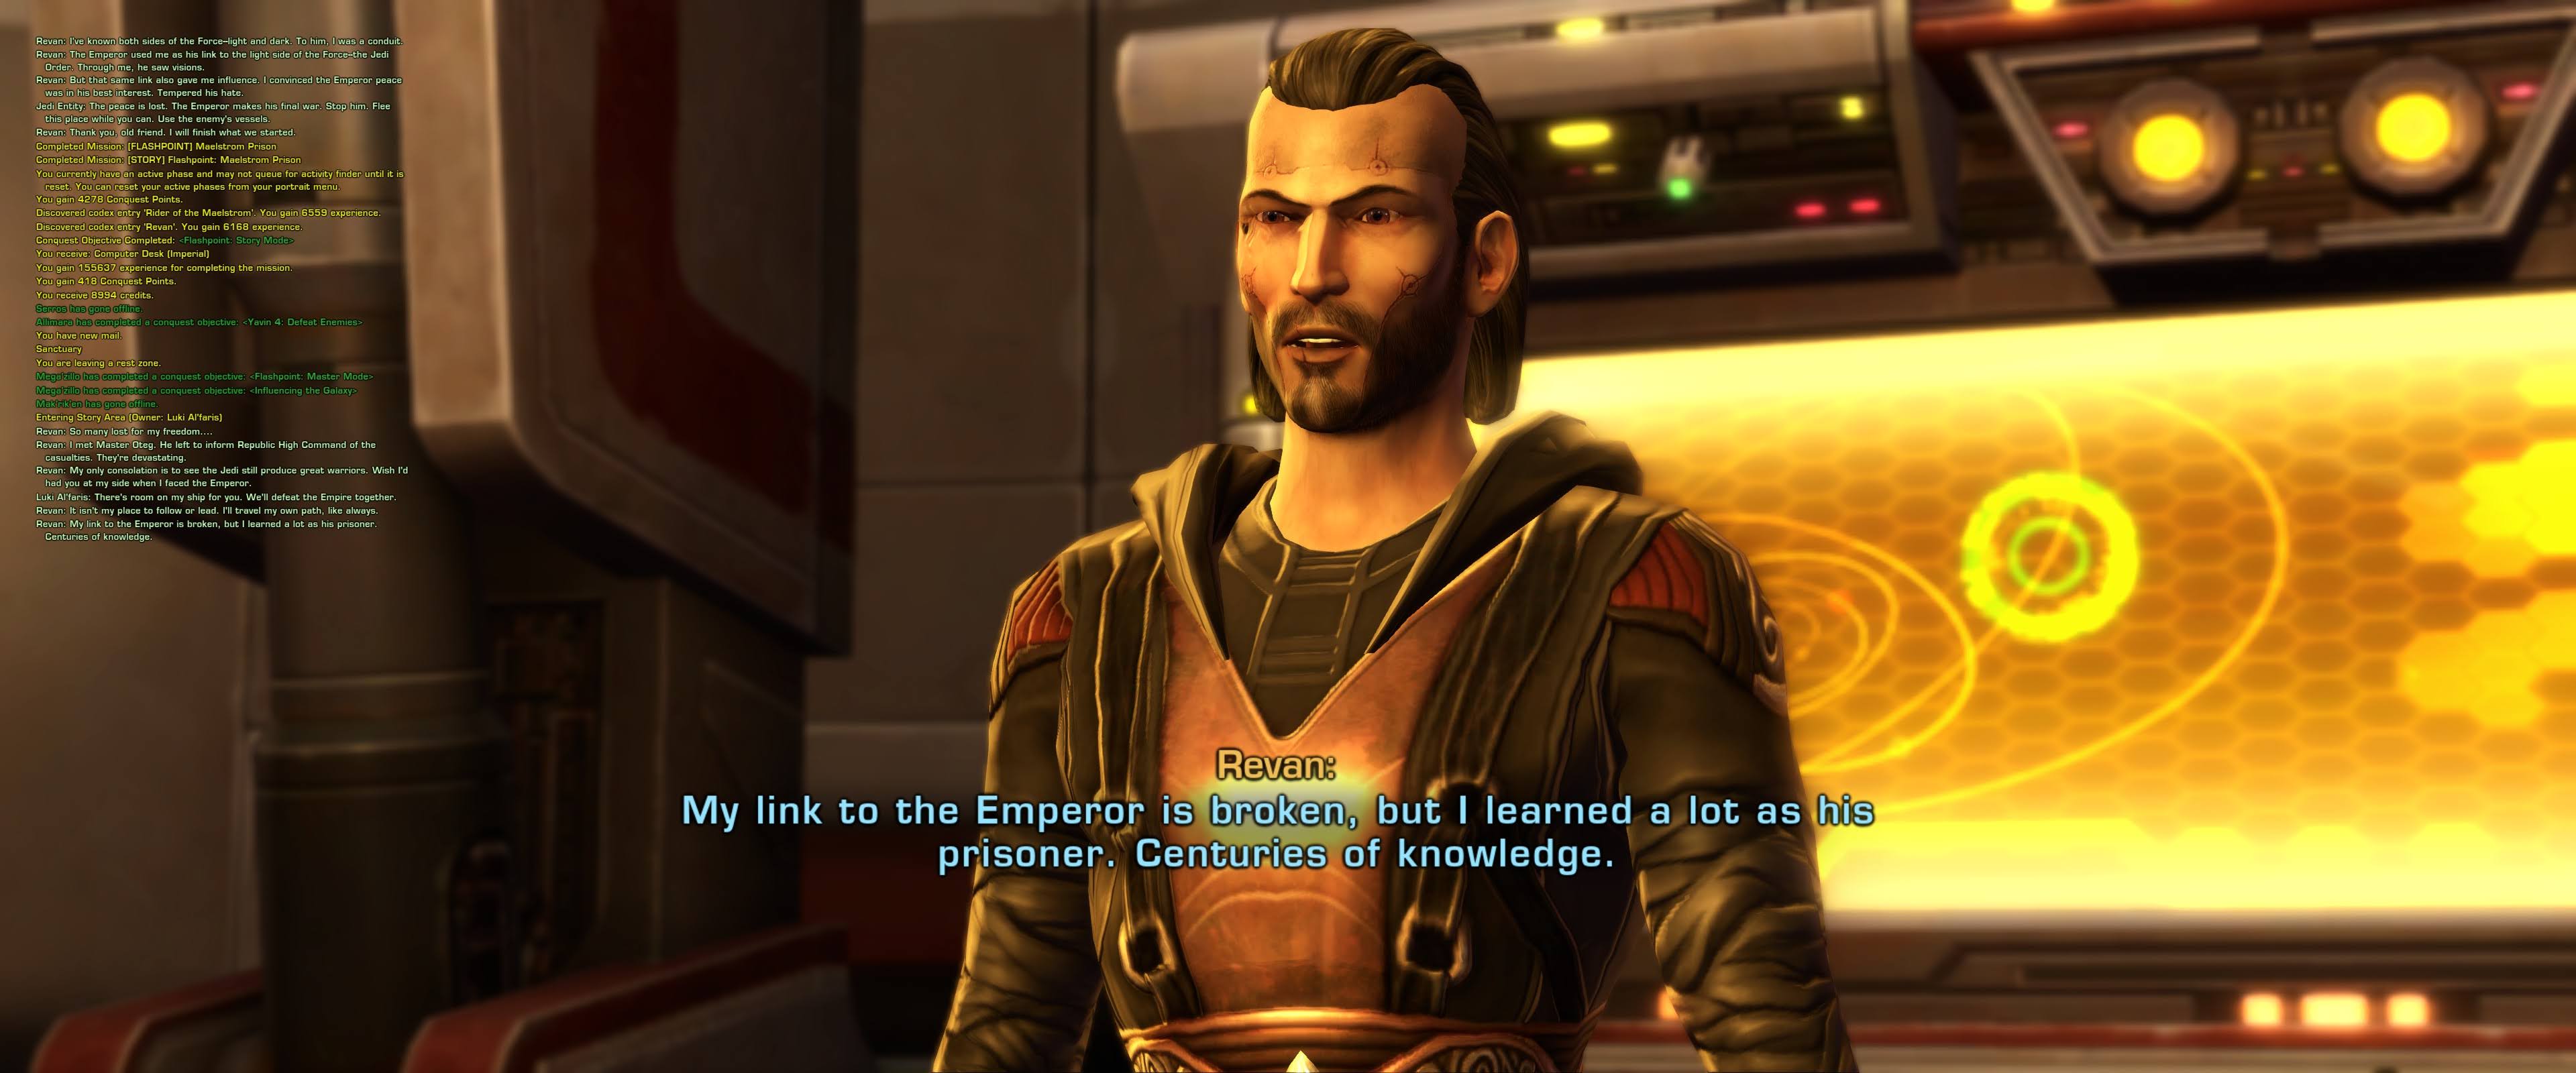 Revan: I've known both sides of the Force–light and dark. To him, I was a conduit.
Revan: The Emperor used me as his link to the light side of the Force–the Jedi
Order. Through me, he saw visions.
Revan: But that same link also gave me influence. I convinced the Emperor peace
was in his best interest. Tempered his hate.
Jedi Entity: The peace is lost. The Emperor makes his final war. Stop him. Flee
this place while you can. Use the enemy's vessels.
Revan: Thank you, old friend. I will finish what we started.
Completed Mission: [FLASHPOINT] Maelstrom Prison
Completed Mission: [STORY] Flashpoint: Maelstrom Prison
You currently have an active phase and may not queue for activity finder until it is
reset. You can reset your active phases from your portrait menu.
You gain 4278 Conquest Points.
Discovered codex entry 'Rider of the Maelstrom'. You gain 6559 experience.
Discovered codex entry 'Revan'. You gain 6168 experience.
Conquest Objective Completed: <Flashpoint: Story Mode>
You receive: Computer Desk (Imperial)
You gain 155637 experience for completing the mission.
You gain 418 Conquest Points.
You receive 8994 credits.
Serros has gone offline.
Allimara has completed a conquest objective: <Yavin 4: Defeat Enemies>
You have new mail.
Sanctuary
You are leaving a rest zone.
Mega'zillo has completed a conquest objective: <Flashpoint: Master Mode>
Mega'zillo has completed a conquest objective: <Influencing the Galaxy>
Mak'rik'en has gone offline.
Entering Story Area (Owner: Luki Al'faris)
Revan: So many lost for my freedom....
Revan: I met Master Oteg. He left to inform Republic High Command of the
casualties. They're devastating.
Revan: My only consolation is to see the Jedi still produce great warriors. Wish I'd
had you at my side when I faced the Emperor.
Luki Al'faris: There's room on my ship for you. We'll defeat the Empire together.
Revan: It isn't my place to follow or lead. I'll travel my own path, like always.
Revan: My link to the Emperor is broken, but I learned a lot as his prisoner.
Centuries of knowledge.
Revan:
My link to the Emperor is broken, but I learned a lot as his
prisoner. Centuries of knowledge.